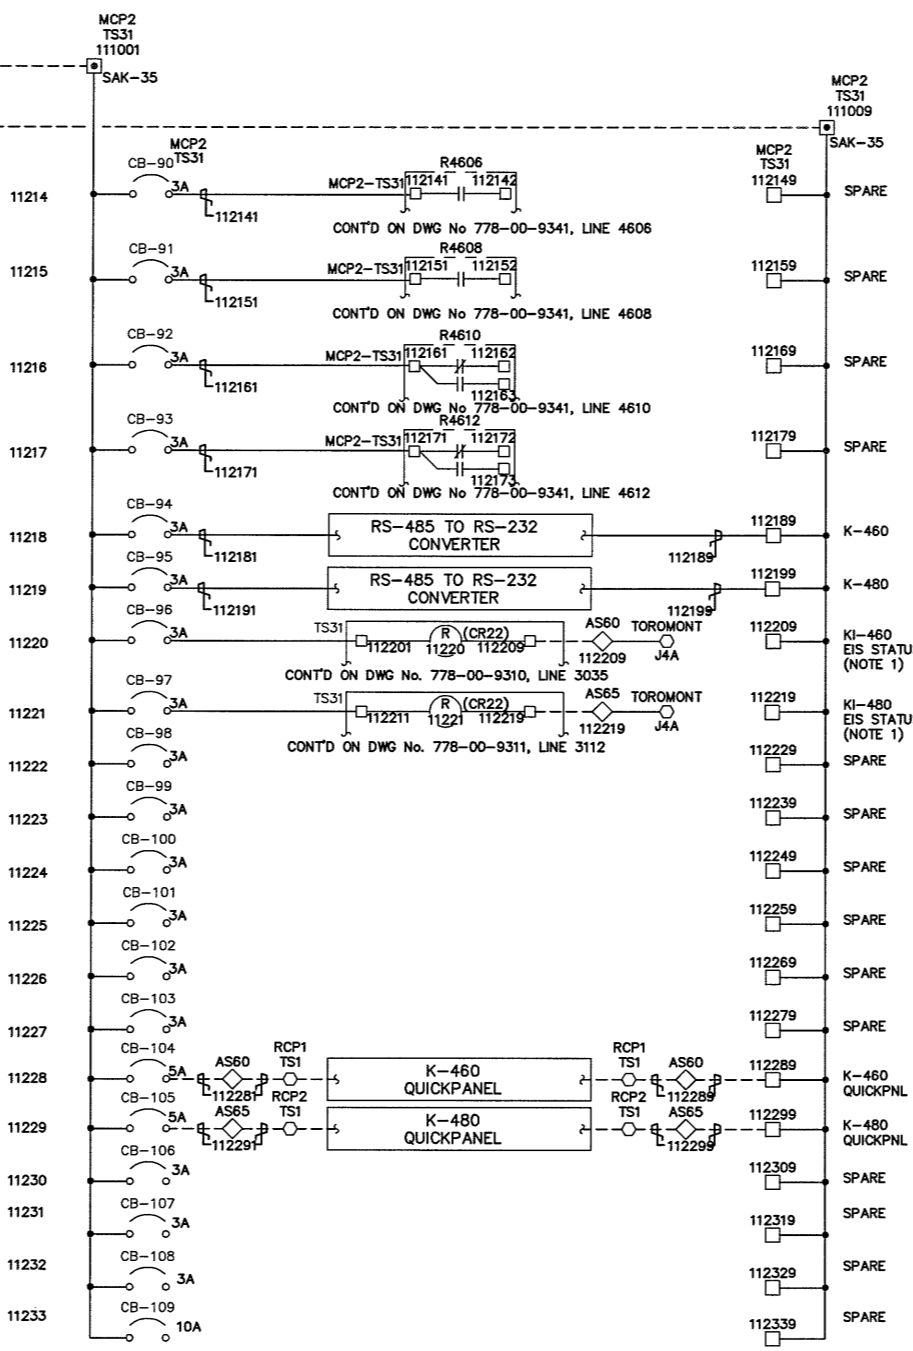 MCP2
TS31
111001
SAK-35
MCP2
TS31
111009
SAK-35
MCP2
TS31
MCP2
TS31
11214
CB-90
3A
112141
MCP2-TS31
R4606
112141
112142
CONT'D ON DWG No 778-00-9341, LINE 4606
112149
SPARE
11215
CB-91
3A
112151
MCP2-TS31
R4608
112151
112152
CONT'D ON DWG No 778-00-9341, LINE 4608
112159
SPARE
11216
CB-92
3A
112161
MCP2-TS31
R4610
112161
112162
112163
CONT'D ON DWG No 778-00-9341, LINE 4610
112169
SPARE
11217
CB-93
3A
112171
MCP2-TS31
R4612
112171
112172
112173
CONT'D ON DWG No 778-00-9341, LINE 4612
112179
SPARE
11218
CB-94
3A
112181
RS-485 TO RS-232
CONVERTER
112189
112189
K-460
11219
CB-95
3A
112191
RS-485 TO RS-232
CONVERTER
112199
112199
K-480
11220
CB-96
3A
TS31
112201
R
11220
(CR22)
112209
AS60
112209
TOROMONT
J4A
CONT'D ON DWG No. 778-00-9310, LINE 3035
112209
KI-460
EIS STATU
(NOTE 1)
11221
CB-97
3A
TS31
112211
R
11221
(CR22)
112219
AS65
112219
TOROMONT
J4A
CONT'D ON DWG No. 778-00-9311, LINE 3112
112219
KI-480
EIS STATU
(NOTE 1)
11222
CB-98
3A
112229
SPARE
11223
CB-99
3A
112239
SPARE
11224
CB-100
3A
112249
SPARE
11225
CB-101
3A
112259
SPARE
11226
CB-102
3A
112269
SPARE
11227
CB-103
3A
112279
SPARE
11228
CB-104
5A
AS60
112281
RCP1
TS1
K-460
QUICKPANEL
RCP1
TS1
AS60
112289
112289
K-460
QUICKPNL
11229
CB-105
5A
AS65
112291
RCP2
TS1
K-480
QUICKPANEL
RCP2
TS1
AS65
112299
112299
K-480
QUICKPNL
11230
CB-106
3A
112309
SPARE
11231
CB-107
3A
112319
SPARE
11232
CB-108
3A
112329
SPARE
11233
CB-109
10A
112339
SPARE